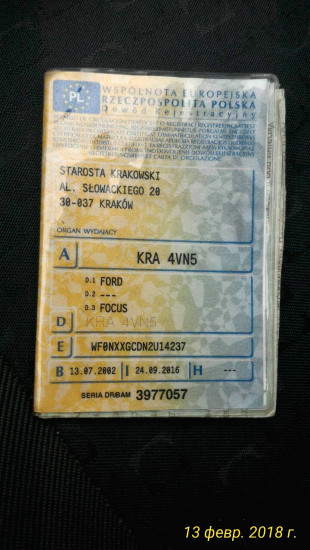 PL
WSPÓLNOTA EUROPEJSKA
RZECZPOSPOLITA POLSKA
Dowód Rejestracyjny
STAROSTA KRAKOWSKI
AL. SŁOWACKIEGO 20
30-037 KRAKÓW
ORGAN WYDAJĄCY
A KRA 4VN5
D.1 FORD
D.2 ---
D.3 FOCUS
D KRA 4VN5
E WF0NXXGCDN2U14237
B 13.07.2002 I 24.09.2016 H ---
SERIA DR/BAM 3977057
13 февр. 2018 г.